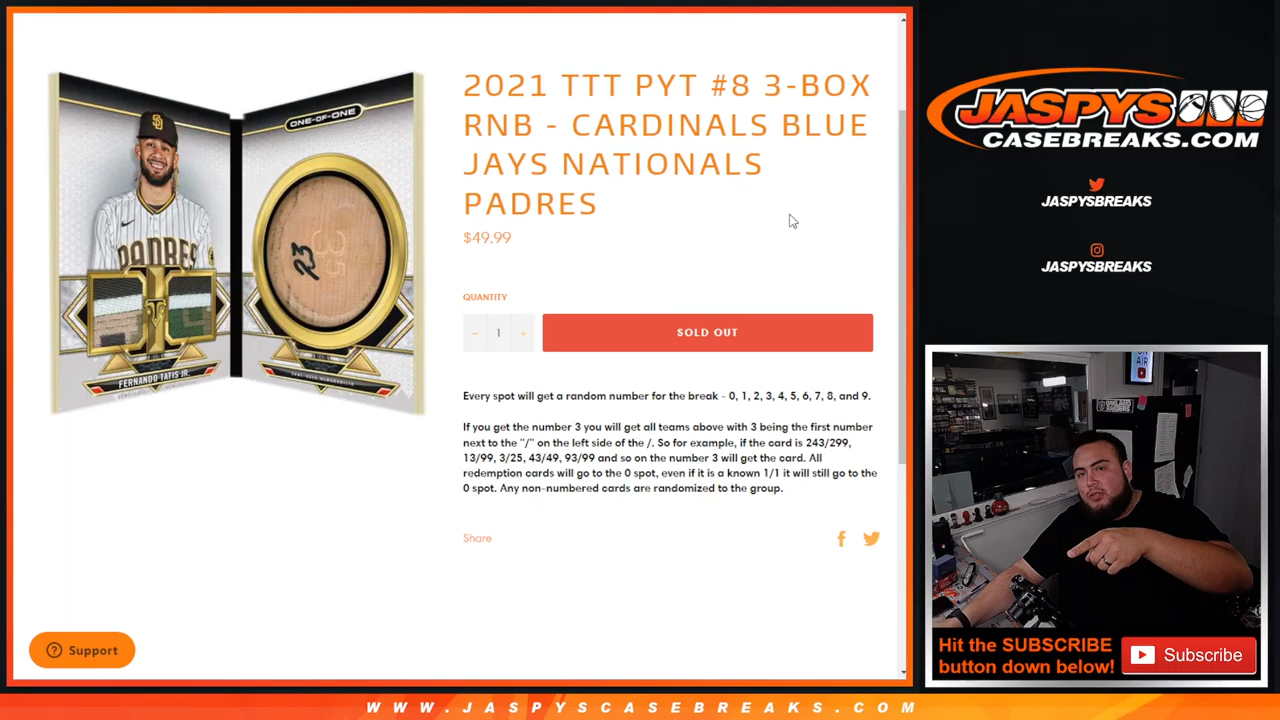 2021 TTT PYT #8 3-BOX
RNB - CARDINALS BLUE
JAYS NATIONALS
PADRES
$49.99
QUANTITY
− 1 +
SOLD OUT
Every spot will get a random number for the break - 0, 1, 2, 3, 4, 5, 6, 7, 8, and 9.
If you get the number 3 you will get all teams above with 3 being the first number
next to the "/" on the left side of the /. So for example, if the card is 243/299,
13/99, 3/25, 43/49, 93/99 and so on the number 3 will get the card. All
redemption cards will go to the 0 spot, even if it is a known 1/1 it will still go to the
0 spot. Any non-numbered cards are randomized to the group.
Share
Support
ONE-OF-ONE
PADRES
FERNANDO TATIS JR.
JASPYS
CASEBREAKS.COM
JASPYSBREAKS
JASPYSBREAKS
ON
AIR
Hit the SUBSCRIBE
button down below!
Subscribe
WWW.JASPYSCASEBREAKS.COM